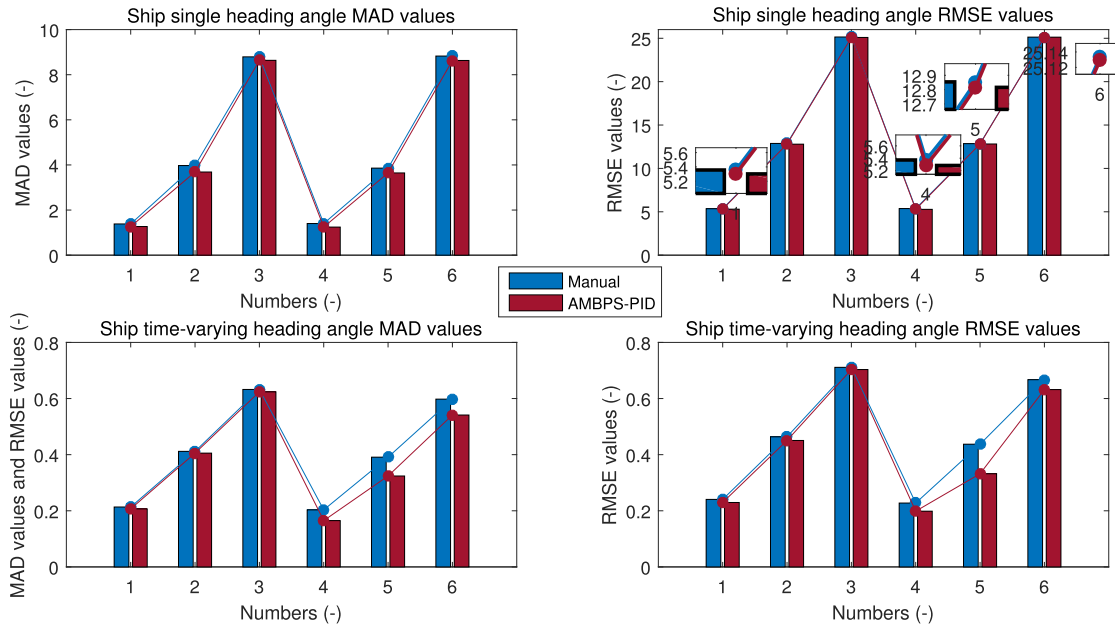 Ship single heading angle MAD values
MAD values (-)
10
8
6
4
2
0
1 2 3 4 5 6
Numbers (-)
Ship single heading angle RMSE values
RMSE values (-)
25
20
15
10
5
0
5.6
5.4
5.2
1
5.6
5.4
5.2
4
12.9
12.8
12.7
5
25.14
25.12
6
1 2 3 4 5 6
Numbers (-)
Manual
AMBPS-PID
Ship time-varying heading angle MAD values
MAD values and RMSE values (-)
0.8
0.6
0.4
0.2
0
1 2 3 4 5 6
Numbers (-)
Ship time-varying heading angle RMSE values
RMSE values (-)
0.8
0.6
0.4
0.2
0
1 2 3 4 5 6
Numbers (-)